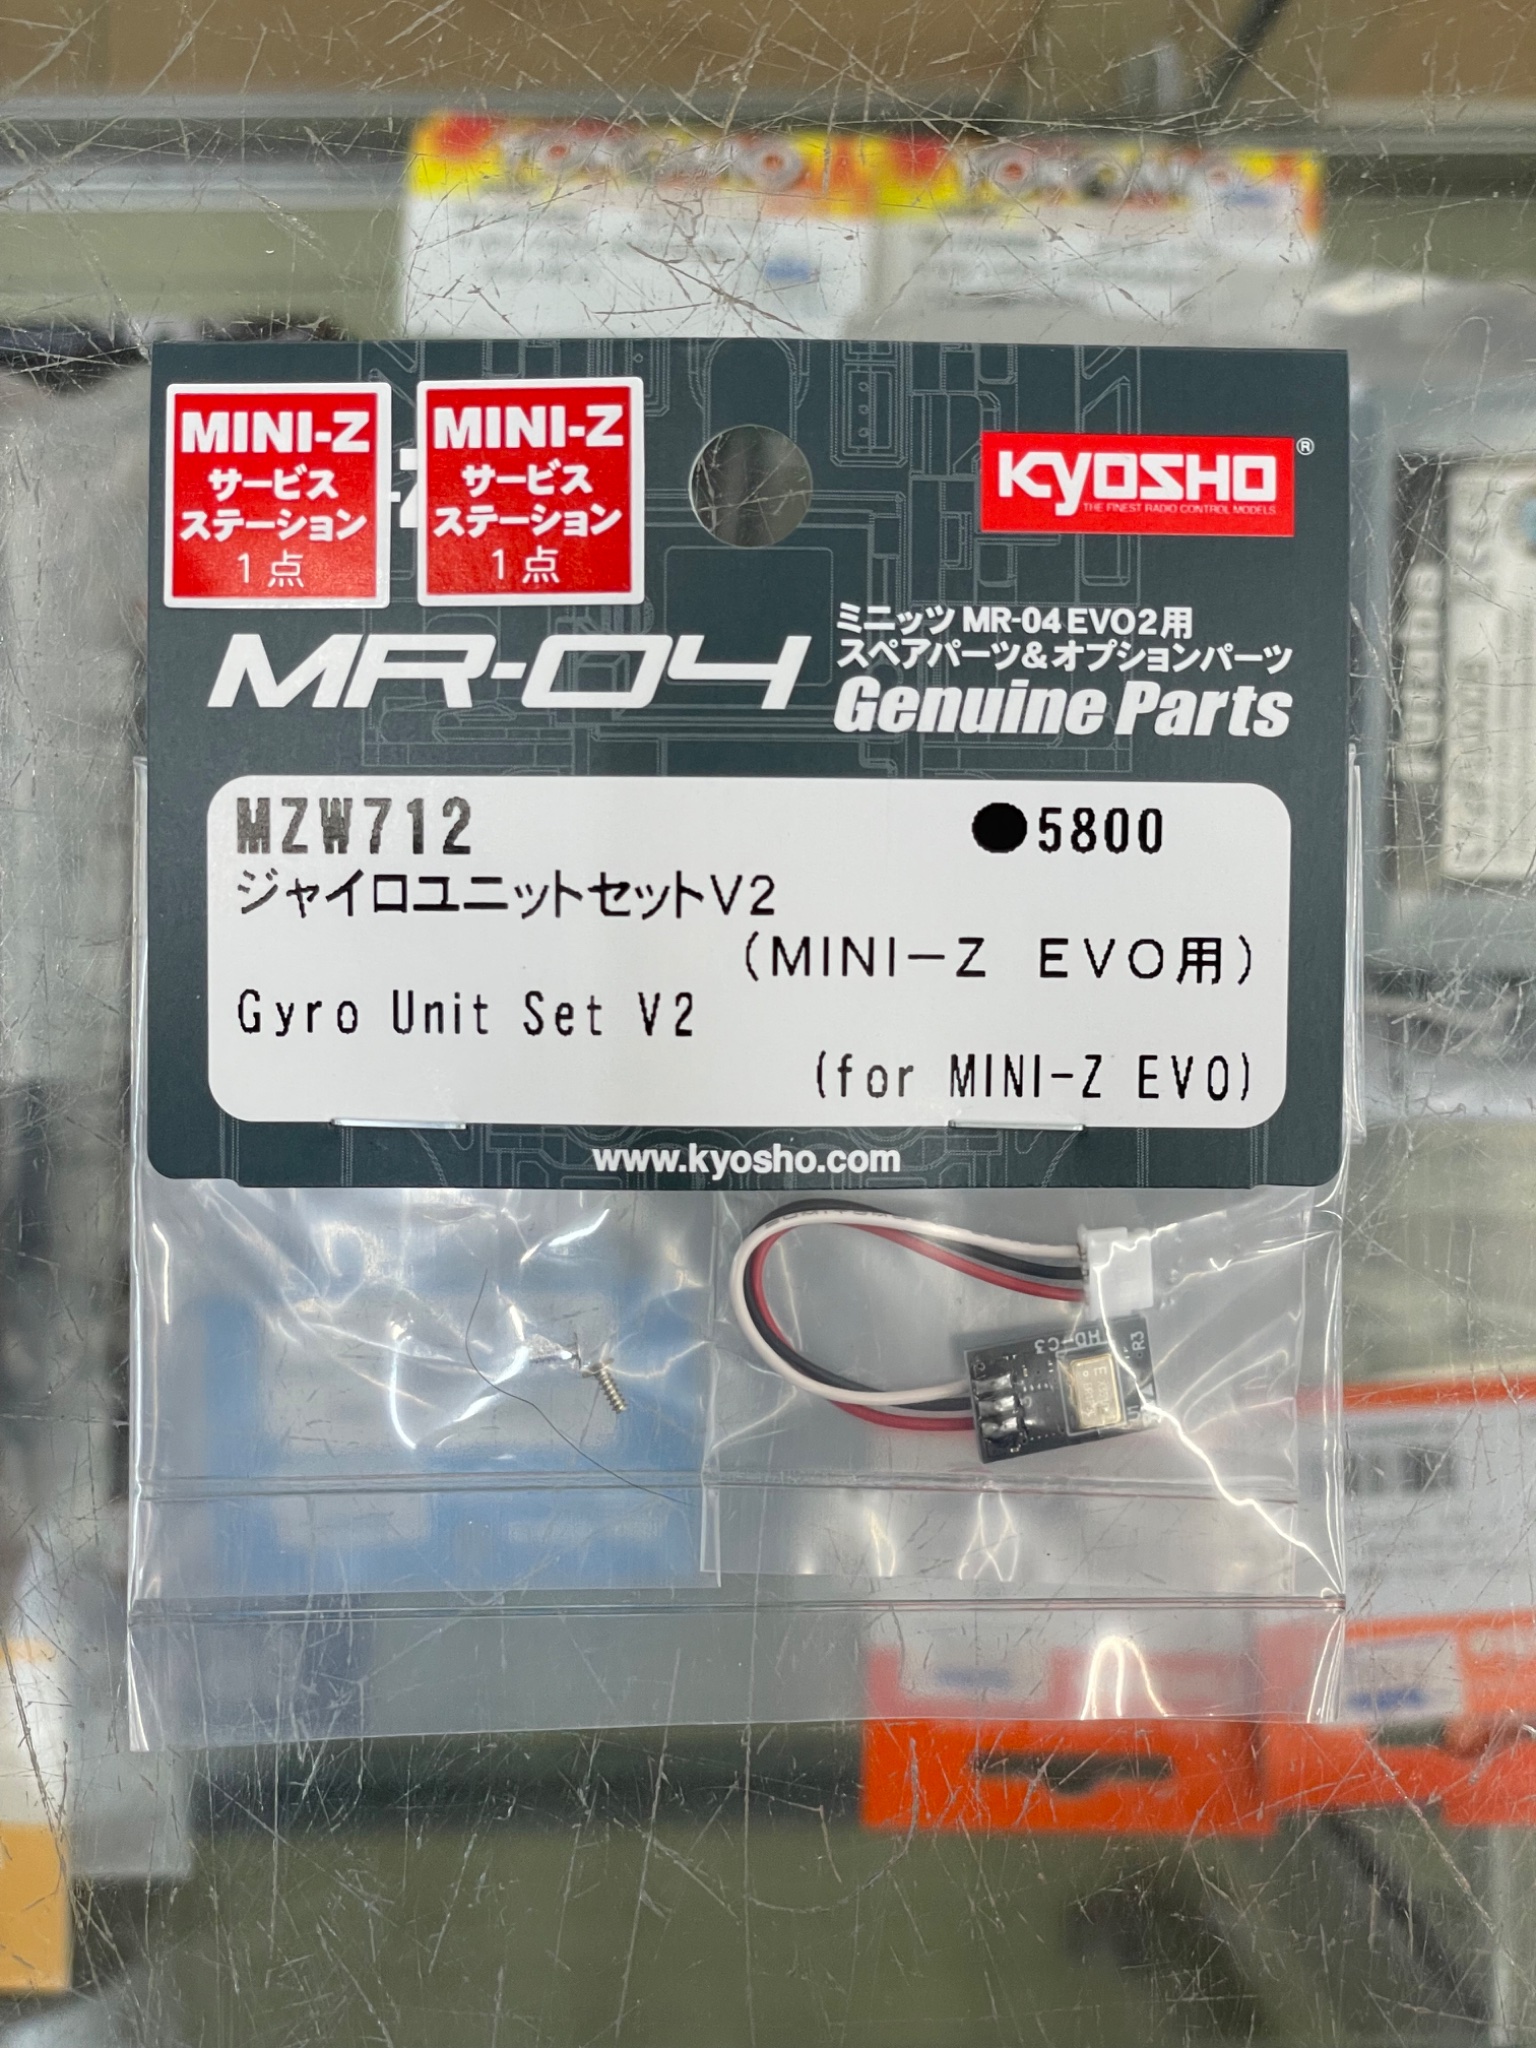 MINI-Z
サービス
ステーション
1点
MINI-Z
サービス
ステーション
1点
KYOSHO®
THE FINEST RADIO CONTROL MODELS
MR-04
ミニッツ MR-04 EVO2用
スペアパーツ&オプションパーツ
Genuine Parts
MZW712 ●5800
ジャイロユニットセットV2
(MINI-Z EVO用)
Gyro Unit Set V2
(for MINI-Z EVO)
www.kyosho.com
HD-C3
R3
U1